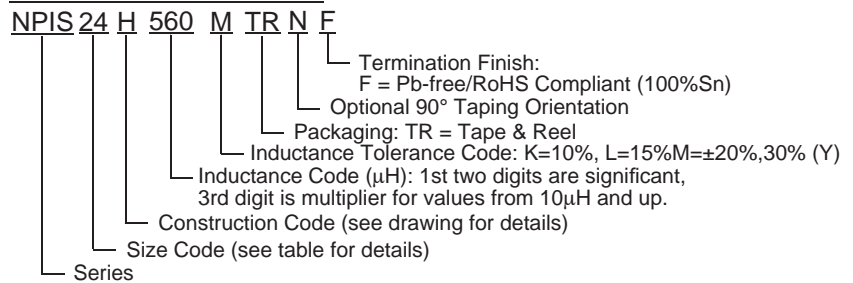 NPIS 24 H 560 M TR N F
Termination Finish:
F = Pb-free/RoHS Compliant (100%Sn)
Optional 90° Taping Orientation
Packaging: TR = Tape & Reel
Inductance Tolerance Code: K=10%, L=15%M=±20%,30% (Y)
Inductance Code (μH): 1st two digits are significant,
3rd digit is multiplier for values from 10μH and up.
Construction Code (see drawing for details)
Size Code (see table for details)
Series